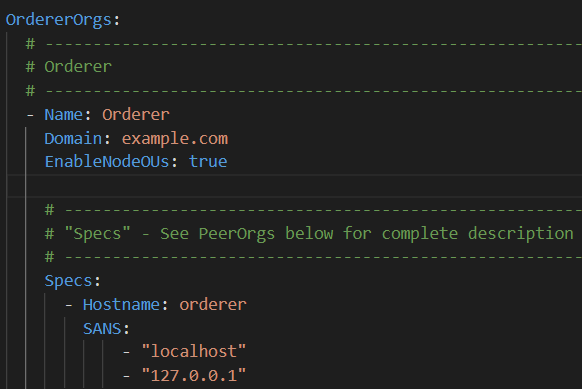 OrdererOrgs:
# ---------------------------------------------------------
# Orderer
# ---------------------------------------------------------
- Name: Orderer
Domain: example.com
EnableNodeOUs: true
# -------------------------------------------------------
# "Specs" - See PeerOrgs below for complete description
# -------------------------------------------------------
Specs:
- Hostname: orderer
SANS:
- "localhost"
- "127.0.0.1"